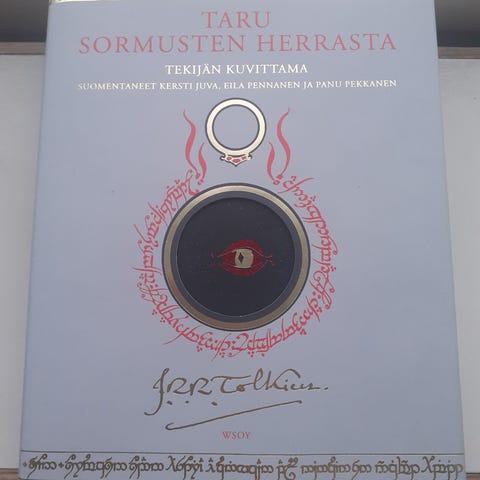 TARU
SORMUSTEN HERRASTA
TEKIJÄN KUVITTAMA
SUOMENTANEET KERSTI JUVA, EILA PENNANEN JA PANU PEKKANEN
J.R.R. Tolkien.
WSOY